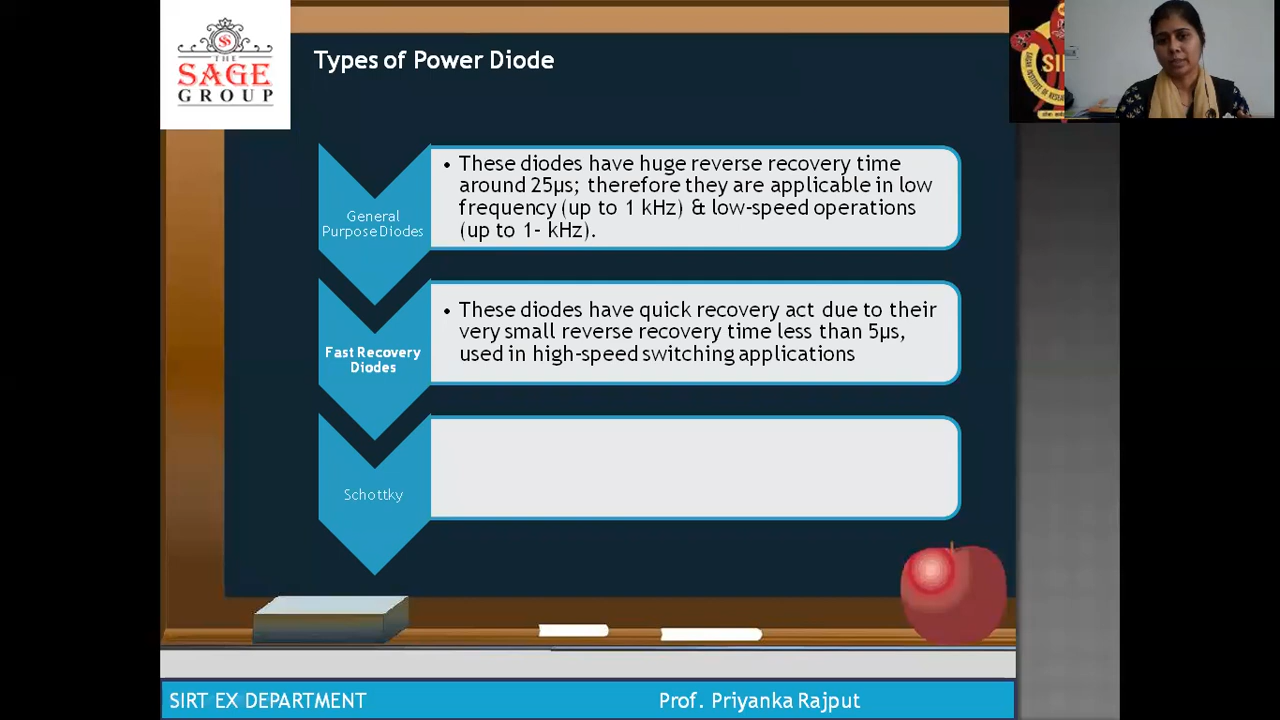 THE
SAGE
GROUP
Types of Power Diode
SIR
General
Purpose Diodes
• These diodes have huge reverse recovery time
around 25µs; therefore they are applicable in low
frequency (up to 1 kHz) & low-speed operations
(up to 1- kHz).
Fast Recovery
Diodes
• These diodes have quick recovery act due to their
very small reverse recovery time less than 5µs,
used in high-speed switching applications
Schottky
SIRT EX DEPARTMENT
Prof. Priyanka Rajput